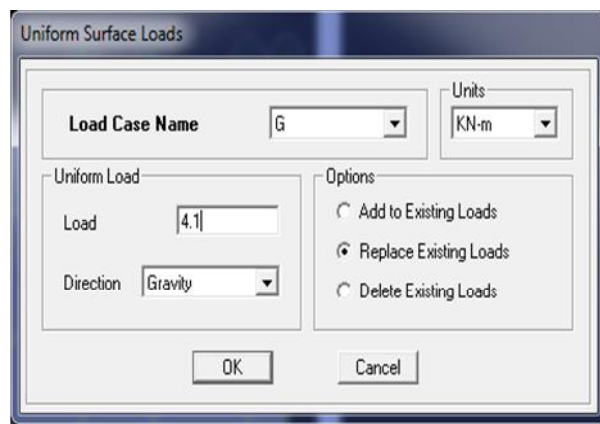 Uniform Surface Loads
Units
Load Case Name G KN-m
Uniform Load
Load 4.1
Direction Gravity
Options
Add to Existing Loads
Replace Existing Loads
Delete Existing Loads
OK Cancel